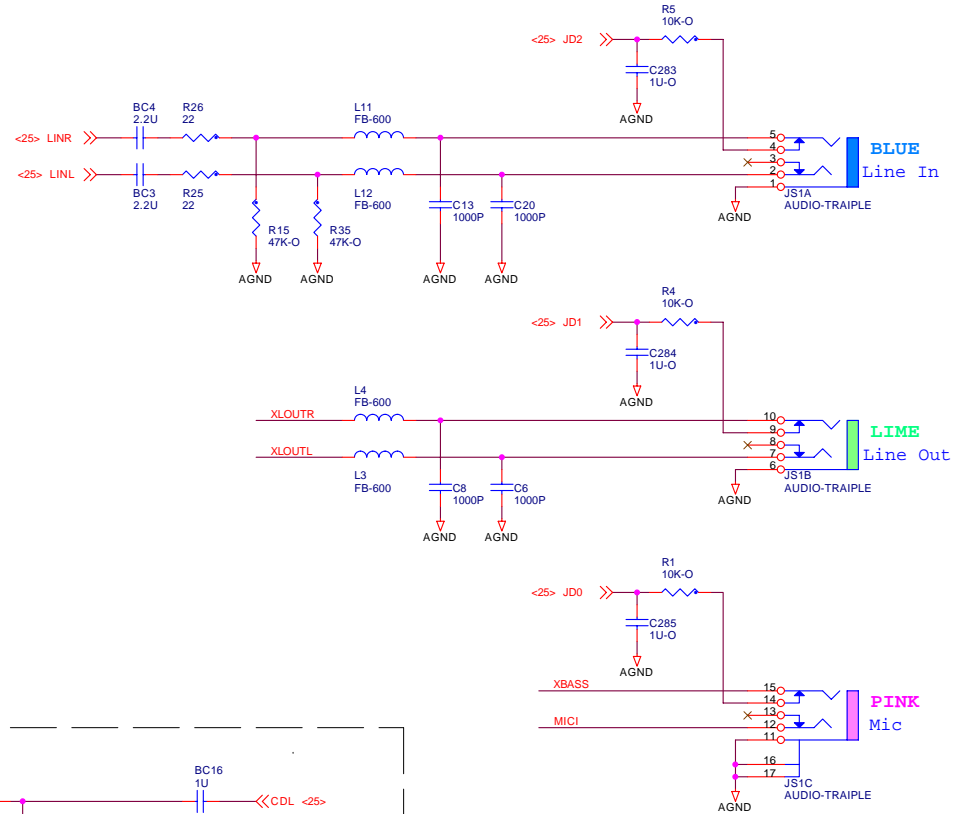 R5
10K-O
<25> JD2
C283
1U-O
AGND
BC4
2.2U
R26
22
L11
FB-600
<25> LINR
<25> LINL
BC3
2.2U
R25
22
L12
FB-600
R15
47K-O
R35
47K-O
C13
1000P
C20
1000P
AGND
AGND
AGND
AGND
5
4
3
2
1
AGND
JS1A
AUDIO-TRAIPLE
BLUE
Line In
R4
10K-O
<25> JD1
C284
1U-O
AGND
L4
FB-600
XLOUTR
XLOUTL
L3
FB-600
C8
1000P
C6
1000P
AGND
AGND
10
9
8
7
6
AGND
JS1B
AUDIO-TRAIPLE
LIME
Line Out
R1
10K-O
<25> JD0
C285
1U-O
AGND
XBASS
MICI
15
14
13
12
11
16
17
AGND
JS1C
AUDIO-TRAIPLE
PINK
Mic
BC16
1U
CDL <25>